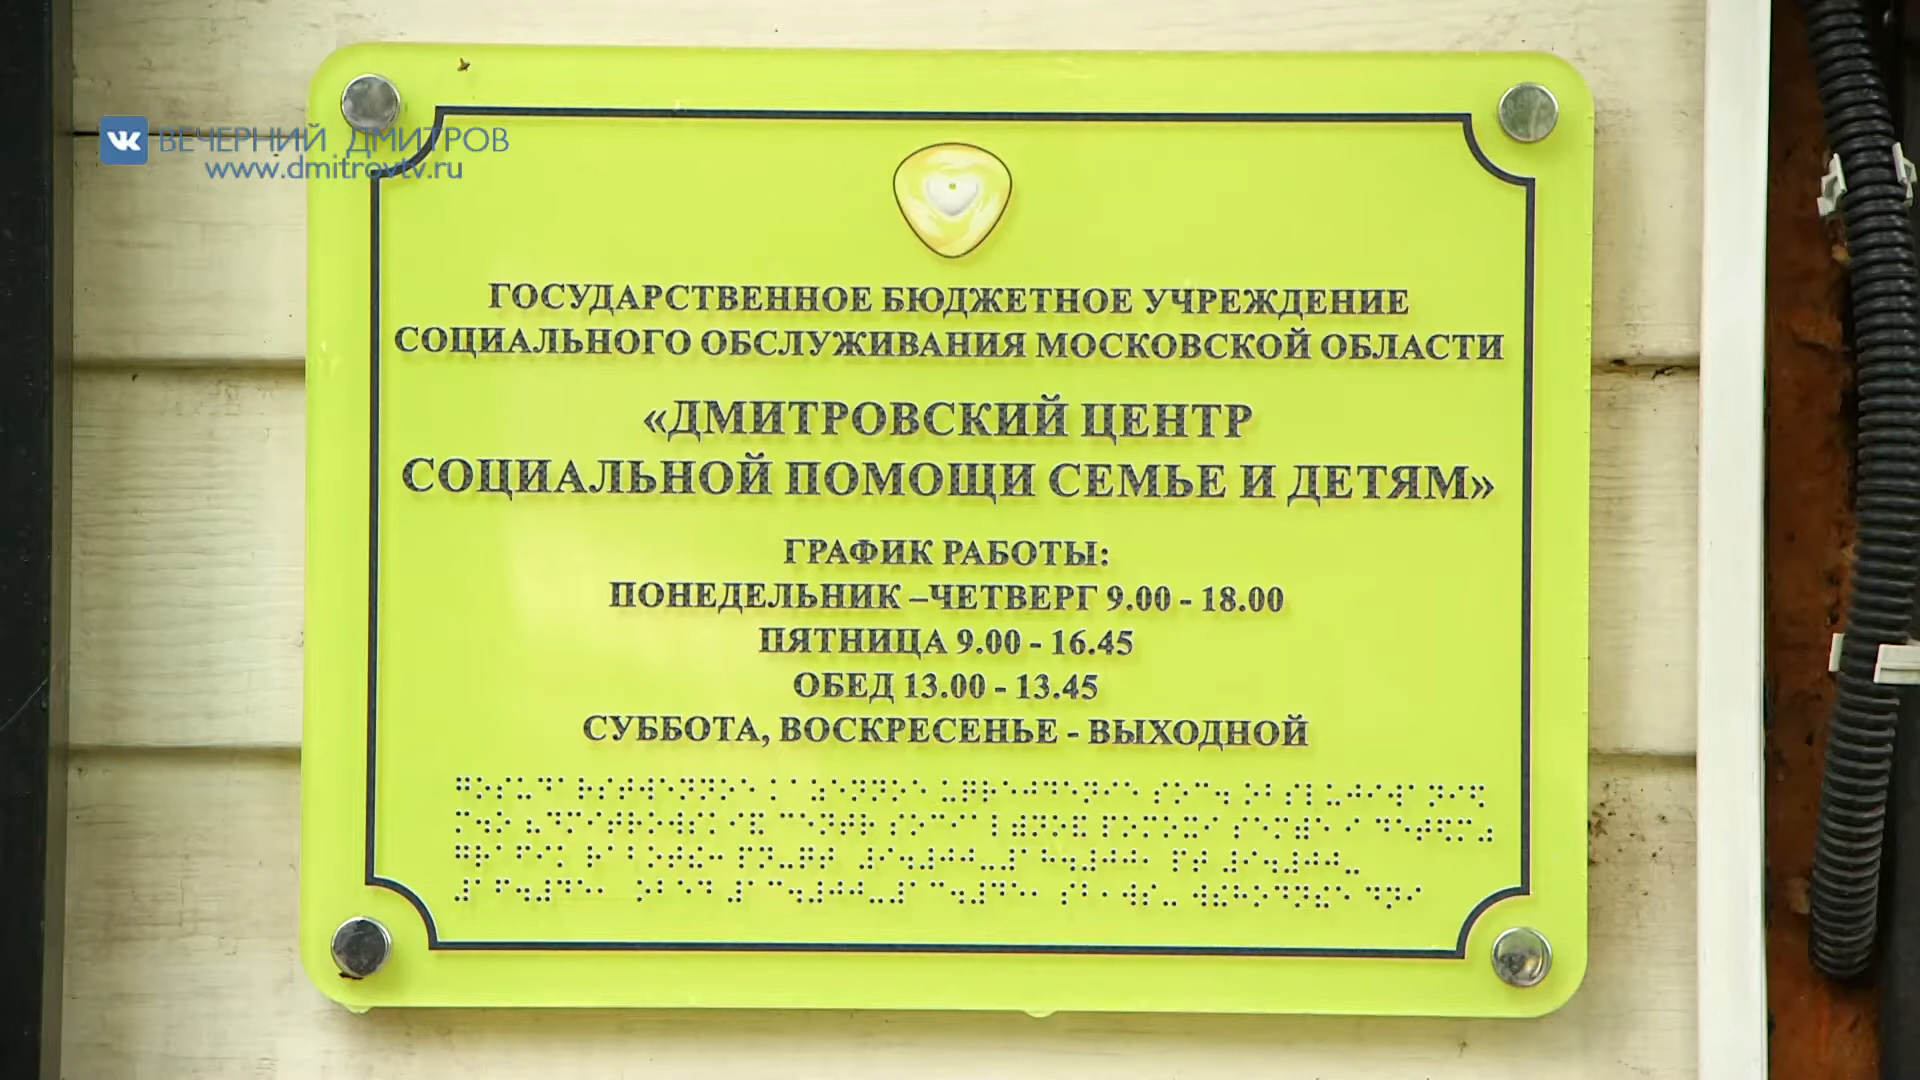 ВЕЧЕРНИЙ ДМИТРОВ
www.dmitrovtv.ru
ГОСУДАРСТВЕННОЕ БЮДЖЕТНОЕ УЧРЕЖДЕНИЕ
СОЦИАЛЬНОГО ОБСЛУЖИВАНИЯ МОСКОВСКОЙ ОБЛАСТИ
«ДМИТРОВСКИЙ ЦЕНТР
СОЦИАЛЬНОЙ ПОМОЩИ СЕМЬЕ И ДЕТЯМ»
ГРАФИК РАБОТЫ:
ПОНЕДЕЛЬНИК –ЧЕТВЕРГ 9.00 - 18.00
ПЯТНИЦА 9.00 - 16.45
ОБЕД 13.00 - 13.45
СУББОТА, ВОСКРЕСЕНЬЕ - ВЫХОДНОЙ